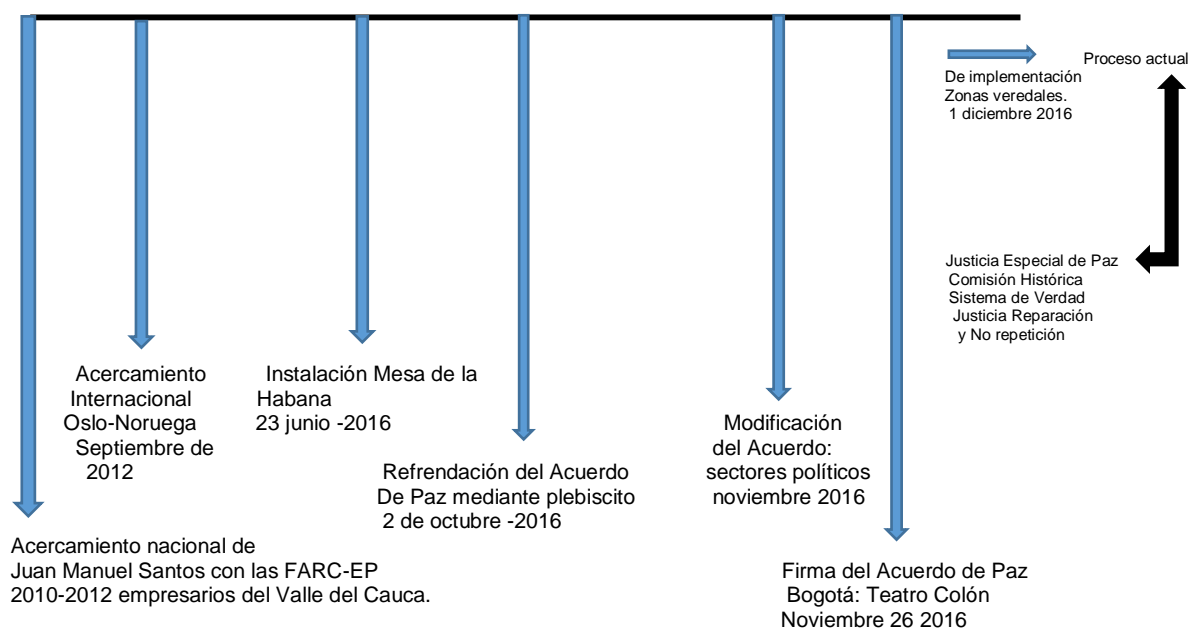 Acercamiento nacional de
Juan Manuel Santos con las FARC-EP
2010-2012 empresarios del Valle del Cauca.
Acercamiento
Internacional
Oslo-Noruega
Septiembre de
2012
Instalación Mesa de la
Habana
23 junio -2016
Refrendación del Acuerdo
De Paz mediante plebiscito
2 de octubre -2016
Modificación
del Acuerdo:
sectores políticos
noviembre 2016
Firma del Acuerdo de Paz
Bogotá: Teatro Colón
Noviembre 26 2016
De implementación
Zonas veredales.
1 diciembre 2016
Proceso actual
Justicia Especial de Paz
Comisión Histórica
Sistema de Verdad
Justicia Reparación
y No repetición